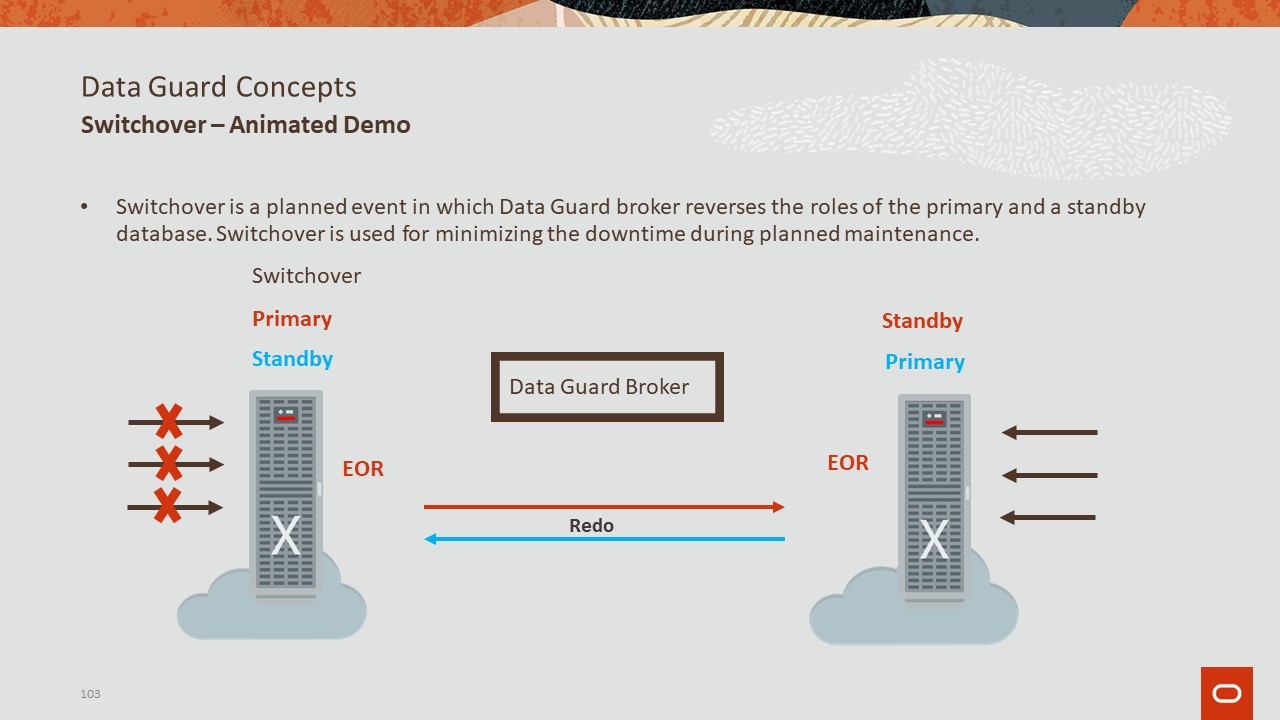 Data Guard Concepts
Switchover – Animated Demo
• Switchover is a planned event in which Data Guard broker reverses the roles of the primary and a standby
database. Switchover is used for minimizing the downtime during planned maintenance.
Switchover
Primary
Standby
Standby
Primary
Data Guard Broker
EOR
EOR
Redo
X
X
103